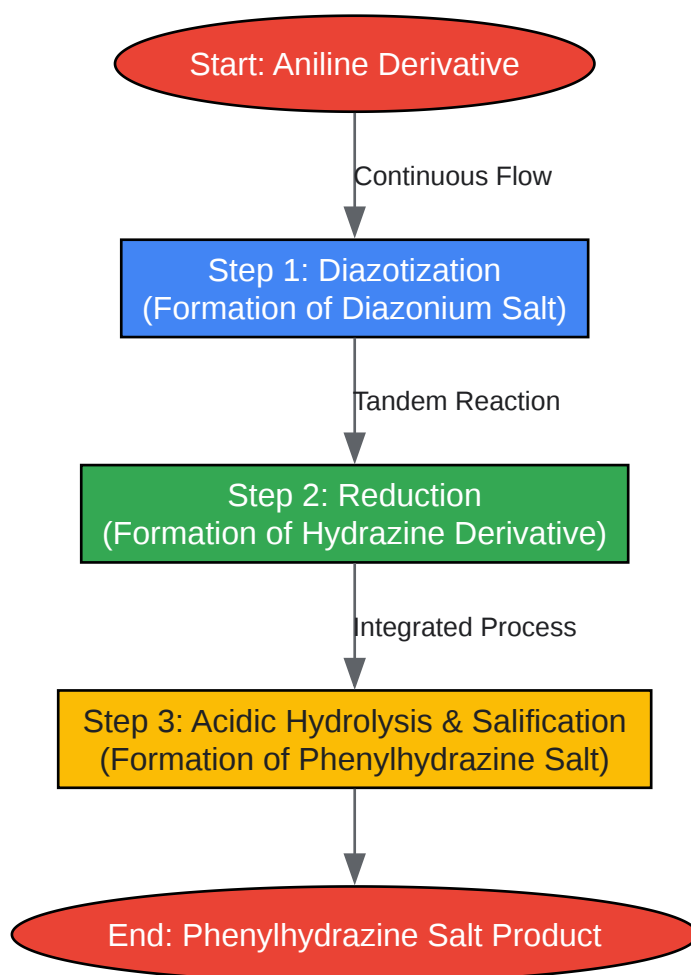 Start: Aniline Derivative
Continuous Flow
Step 1: Diazotization
(Formation of Diazonium Salt)
Tandem Reaction
Step 2: Reduction
(Formation of Hydrazine Derivative)
Integrated Process
Step 3: Acidic Hydrolysis & Salification
(Formation of Phenylhydrazine Salt)
End: Phenylhydrazine Salt Product